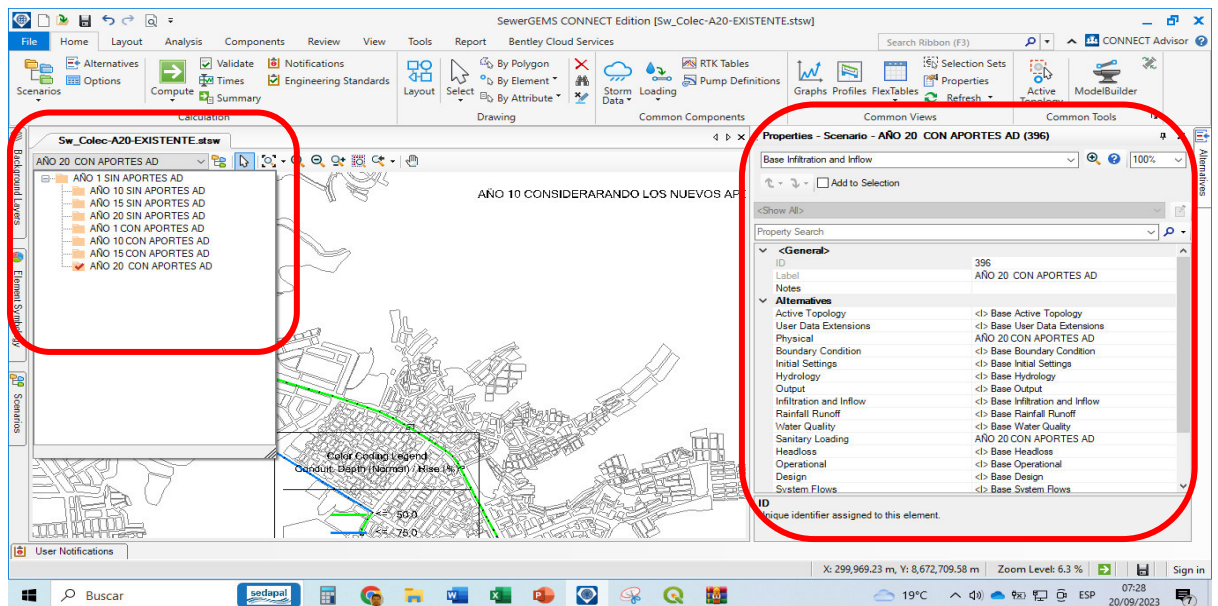 SewerGEMS CONNECT Edition [Sw_Colec-A20-EXISTENTE.stsw]
File Home Layout Analysis Components Review View Tools Report Bentley Cloud Services Search Ribbon (F3) CONNECT Advisor
Scenarios
Alternatives
Options
Compute
Validate
Times
Summary
Notifications
Engineering Standards
Calculation
Layout
Select
By Polygon
By Element
By Attribute
Drawing
Storm Data
Loading
RTK Tables
Pump Definitions
Common Components
Graphs Profiles FlexTables
Selection Sets
Properties
Refresh
Common Views
Active Topology
ModelBuilder
Common Tools
Background Layers
Element Symbology
Scenarios
Sw_Colec-A20-EXISTENTE.stsw
AÑO 20 CON APORTES AD
AÑO 1 SIN APORTES AD
AÑO 10 SIN APORTES AD
AÑO 15 SIN APORTES AD
AÑO 20 SIN APORTES AD
AÑO 1 CON APORTES AD
AÑO 10 CON APORTES AD
AÑO 15 CON APORTES AD
AÑO 20 CON APORTES AD
AÑO 10 CONSIDERARANDO LOS NUEVOS AP
Color Coding Legend
Conduit: Depth (Normal) / Rise (%)
<= 50.0
<= 75.0
Properties - Scenario - AÑO 20 CON APORTES AD (396)
Base Infiltration and Inflow 100%
Add to Selection
<Show All>
Property Search
<General>
ID 396
Label AÑO 20 CON APORTES AD
Notes
Alternatives
Active Topology <I> Base Active Topology
User Data Extensions <I> Base User Data Extensions
Physical AÑO 20 CON APORTES AD
Boundary Condition <I> Base Boundary Condition
Initial Settings <I> Base Initial Settings
Hydrology <I> Base Hydrology
Output <I> Base Output
Infiltration and Inflow <I> Base Infiltration and Inflow
Rainfall Runoff <I> Base Rainfall Runoff
Water Quality <I> Base Water Quality
Sanitary Loading AÑO 20 CON APORTES AD
Headloss <I> Base Headloss
Operational <I> Base Operational
Design <I> Base Design
System Flows <I> Base System Flows
ID
Unique identifier assigned to this element.
Alternatives
User Notifications
X: 299,969.23 m, Y: 8,672,709.58 m Zoom Level: 6.3 % Sign in
Buscar
sedapal
19°C
ESP
07:28
20/09/2023
7